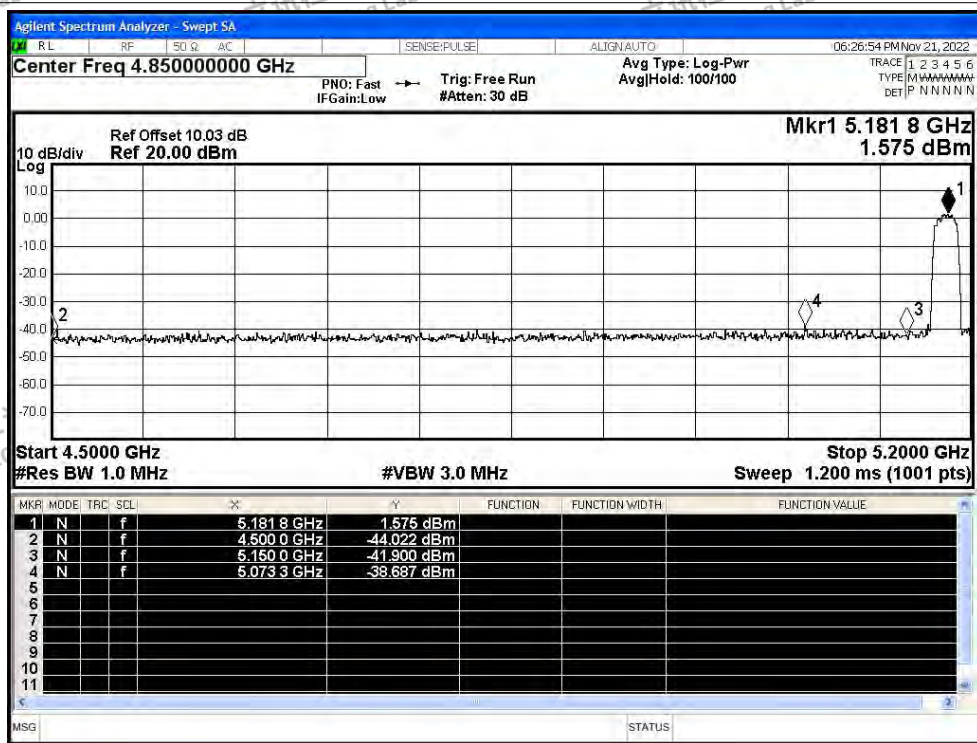 Agilent Spectrum Analyzer - Swept SA
LXI RL RF 50 Ω AC SENSE:PULSE ALIGN AUTO 06:26:54 PM Nov 21, 2022
Center Freq 4.850000000 GHz
PNO: Fast
IFGain:Low
Trig: Free Run
#Atten: 30 dB
Avg Type: Log-Pwr
Avg|Hold: 100/100
TRACE 1 2 3 4 5 6
TYPE MWWWWW
DET P N N N N N
Mkr1 5.181 8 GHz
1.575 dBm
Ref Offset 10.03 dB
10 dB/div Ref 20.00 dBm
Log
10.0
0.00
-10.0
-20.0
-30.0
-40.0
-50.0
-60.0
-70.0
1
2
4
3
Start 4.5000 GHz Stop 5.2000 GHz
#Res BW 1.0 MHz #VBW 3.0 MHz Sweep 1.200 ms (1001 pts)
MKR MODE TRC SCL X Y FUNCTION FUNCTION WIDTH FUNCTION VALUE
1 N f 5.181 8 GHz 1.575 dBm
2 N f 4.500 0 GHz -44.022 dBm
3 N f 5.150 0 GHz -41.900 dBm
4 N f 5.073 3 GHz -38.687 dBm
5
6
7
8
9
10
11
MSG STATUS